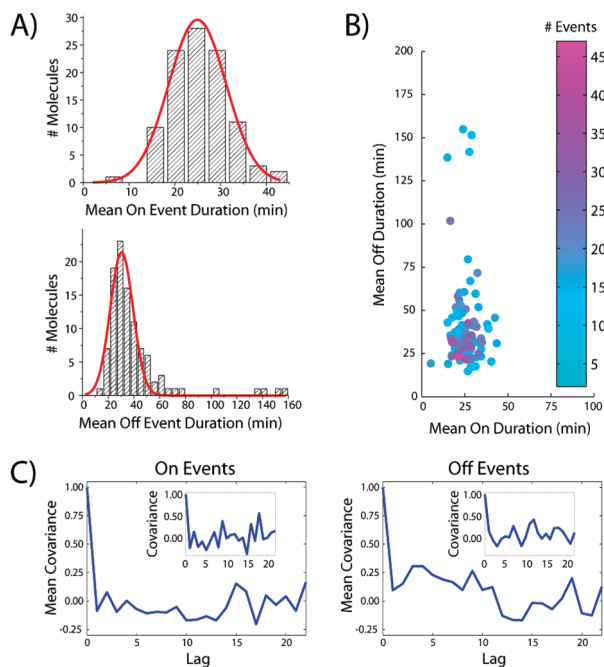 A)
30
25
20
15
10
5
0
# Molecules
0 10 20 30 40
Mean On Event Duration (min)
20
15
10
5
0
# Molecules
0 20 40 60 80 100 120 140 160
Mean Off Event Duration (min)
B)
# Events
200
175
150
125
100
75
50
25
0
Mean Off Duration (min)
0 25 50 75 100
Mean On Duration (min)
45
40
35
30
25
20
15
10
5
C)
On Events
1.00
0.75
0.50
0.25
0.00
-0.25
Mean Covariance
0 5 10 15 20
Lag
1.00
0.50
0.00
Covariance
0 5 10 15 20
Off Events
1.00
0.75
0.50
0.25
0.00
-0.25
Mean Covariance
0 5 10 15 20
Lag
1.00
0.50
0.00
Covariance
0 5 10 15 20